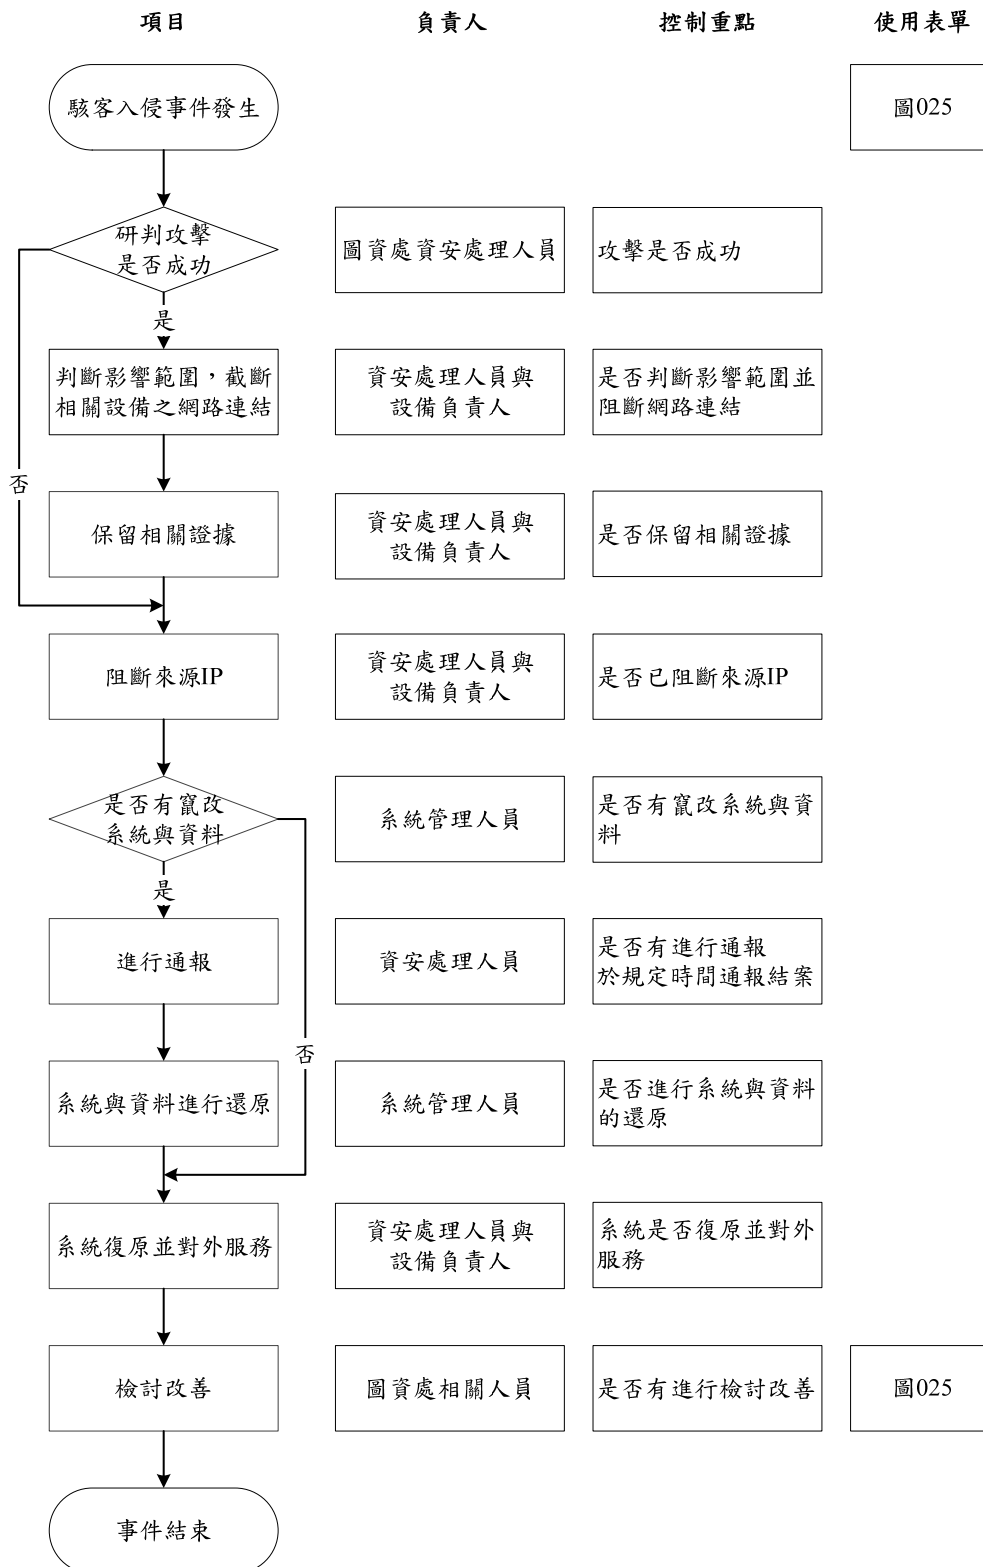 項目
負責人
控制重點
使用表單
駭客入侵事件發生
圖025
研判攻擊
是否成功
圖資處資安處理人員
攻擊是否成功
是
判斷影響範圍，截斷
相關設備之網路連結
資安處理人員與
設備負責人
是否判斷影響範圍並
阻斷網路連結
否
保留相關證據
資安處理人員與
設備負責人
是否保留相關證據
阻斷來源IP
資安處理人員與
設備負責人
是否已阻斷來源IP
是否有竄改
系統與資料
系統管理人員
是否有竄改系統與資
料
是
進行通報
資安處理人員
是否有進行通報
於規定時間通報結案
否
系統與資料進行還原
系統管理人員
是否進行系統與資料
的還原
系統復原並對外服務
資安處理人員與
設備負責人
系統是否復原並對外
服務
檢討改善
圖資處相關人員
是否有進行檢討改善
圖025
事件結束